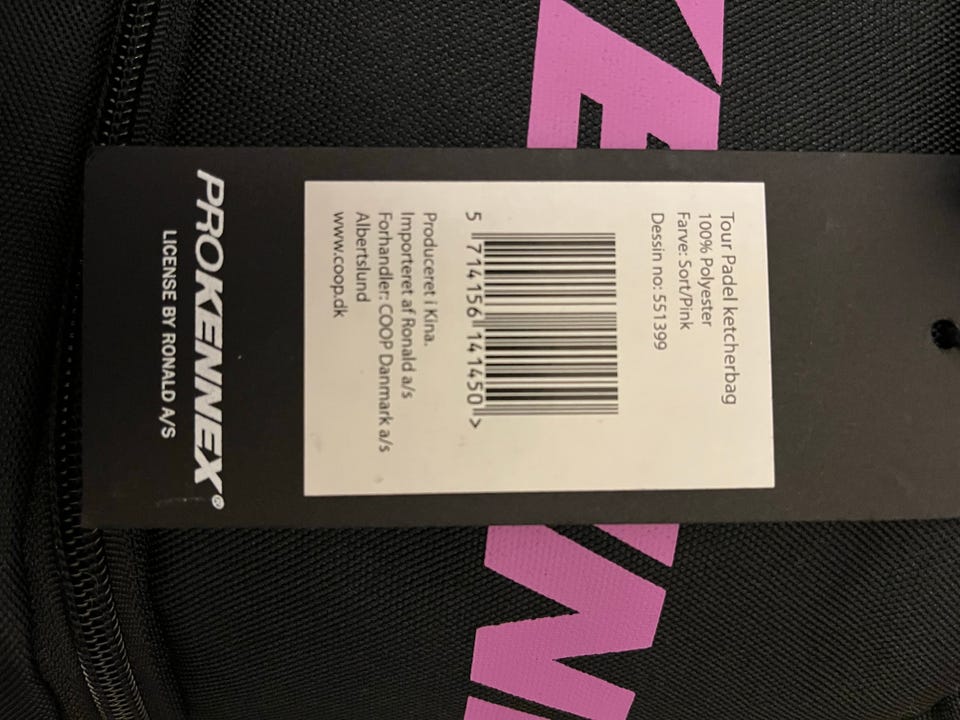 Tour Padel ketcherbag
100% Polyester
Farve: Sort/Pink
Dessin no: 551399
5 714156 141450 >
Produceret i Kina.
Importeret af Ronald a/s
Forhandler: COOP Danmark a/s
Albertslund
www.coop.dk
PROKENNEX®
LICENSE BY RONALD A/S